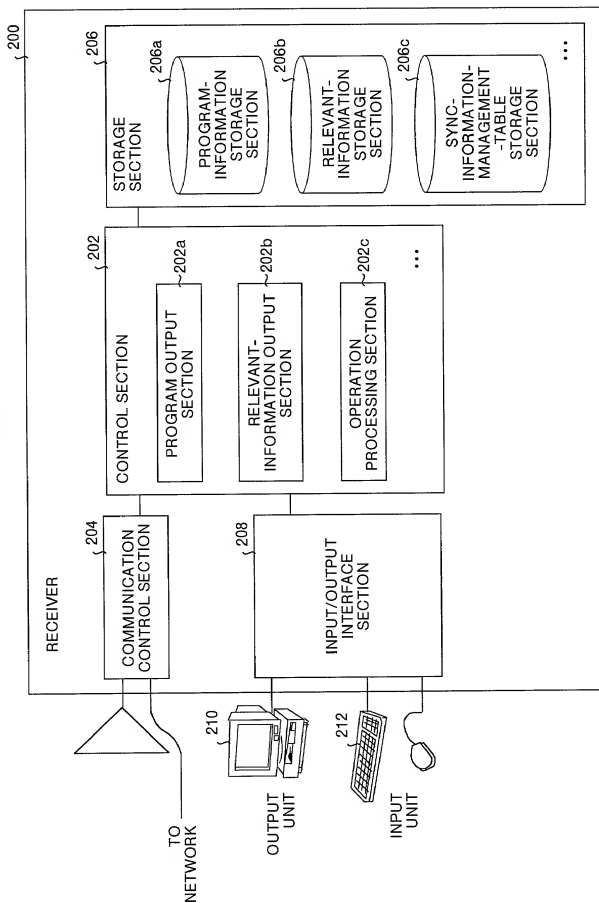 200
RECEIVER
204
COMMUNICATION
CONTROL SECTION
TO
NETWORK
202
CONTROL SECTION
202a
PROGRAM OUTPUT
SECTION
202b
RELEVANT-
INFORMATION OUTPUT
SECTION
202c
OPERATION
PROCESSING SECTION
...
206
STORAGE
SECTION
206a
PROGRAM-
INFORMATION
STORAGE
SECTION
206b
RELEVANT-
INFORMATION
STORAGE
SECTION
206c
SYNC-
INFORMATION-
MANAGEMENT-
-TABLE
STORAGE
SECTION
...
208
INPUT/OUTPUT
INTERFACE
SECTION
210
OUTPUT
UNIT
212
INPUT
UNIT